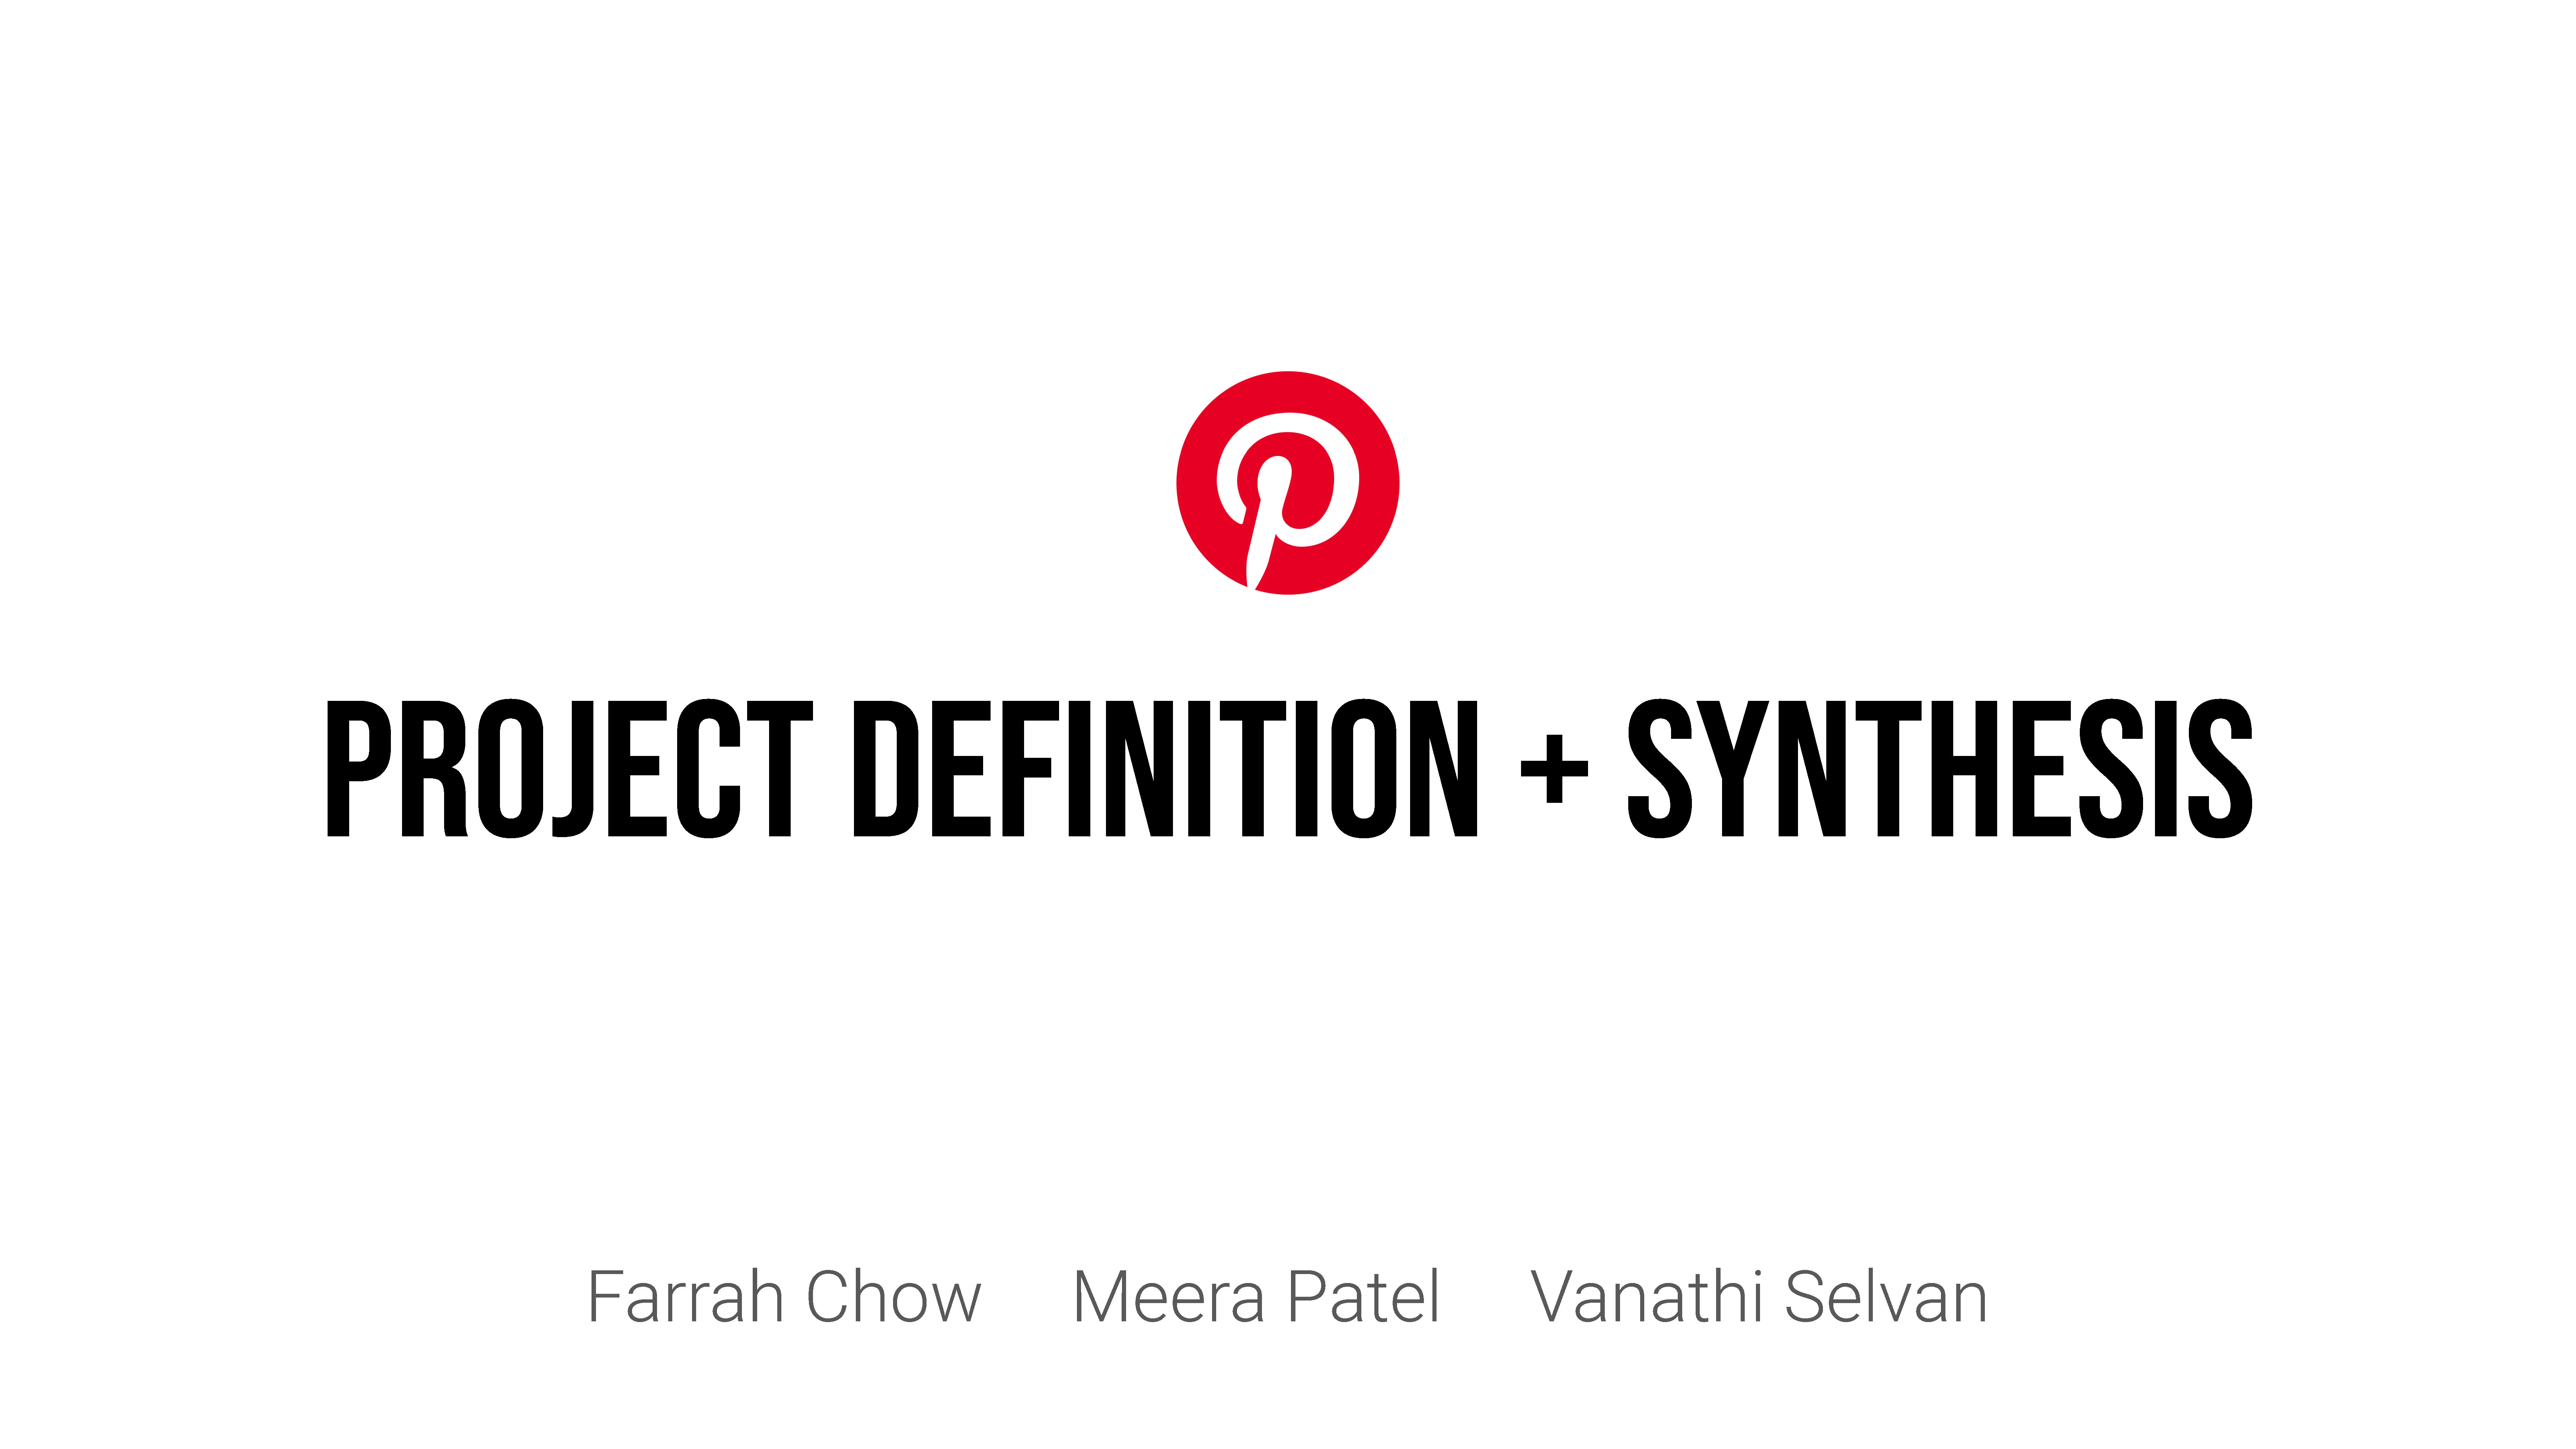 PROJECT DEFINITION + SYNTHESIS
Farrah Chow Meera Patel Vanathi Selvan